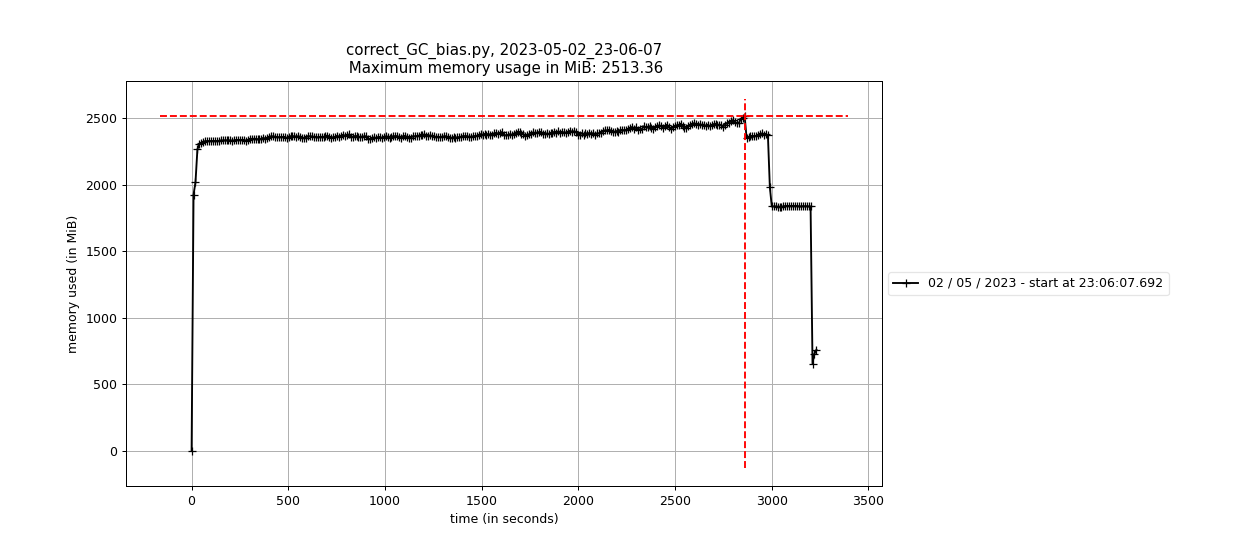 correct_GC_bias.py, 2023-05-02_23-06-07
Maximum memory usage in MiB: 2513.36
memory used (in MiB)
2500
2000
1500
1000
500
0
0 500 1000 1500 2000 2500 3000 3500
time (in seconds)
02 / 05 / 2023 - start at 23:06:07.692